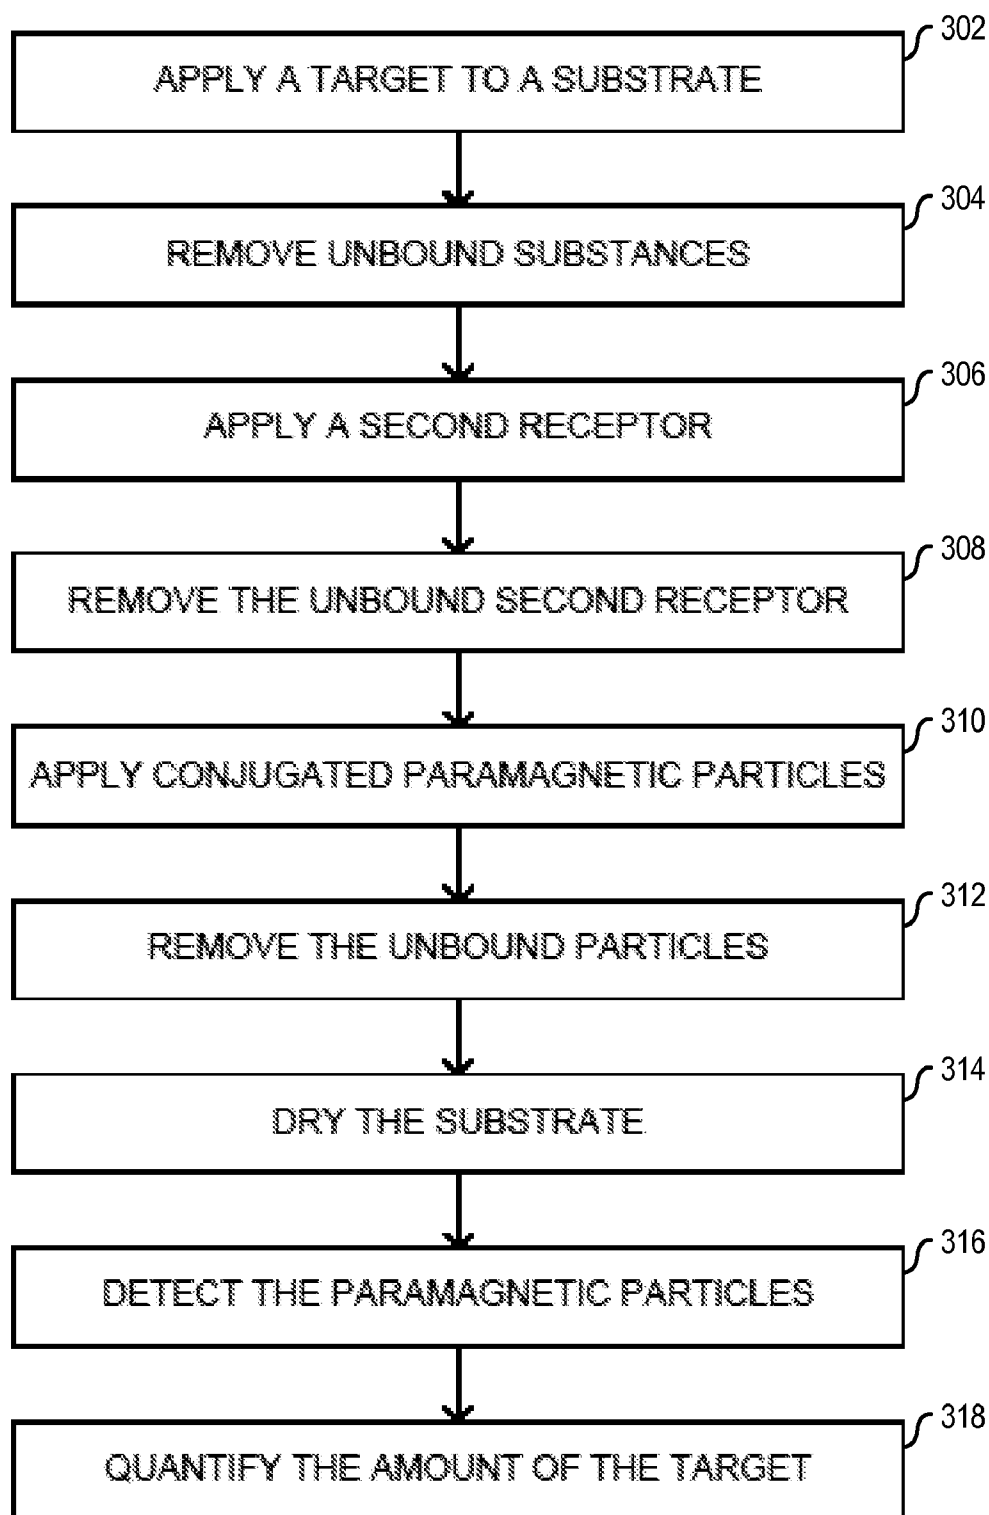 302
APPLY A TARGET TO A SUBSTRATE
304
REMOVE UNBOUND SUBSTANCES
306
APPLY A SECOND RECEPTOR
308
REMOVE THE UNBOUND SECOND RECEPTOR
310
APPLY CONJUGATED PARAMAGNETIC PARTICLES
312
REMOVE THE UNBOUND PARTICLES
314
DRY THE SUBSTRATE
316
DETECT THE PARAMAGNETIC PARTICLES
318
QUANTIFY THE AMOUNT OF THE TARGET